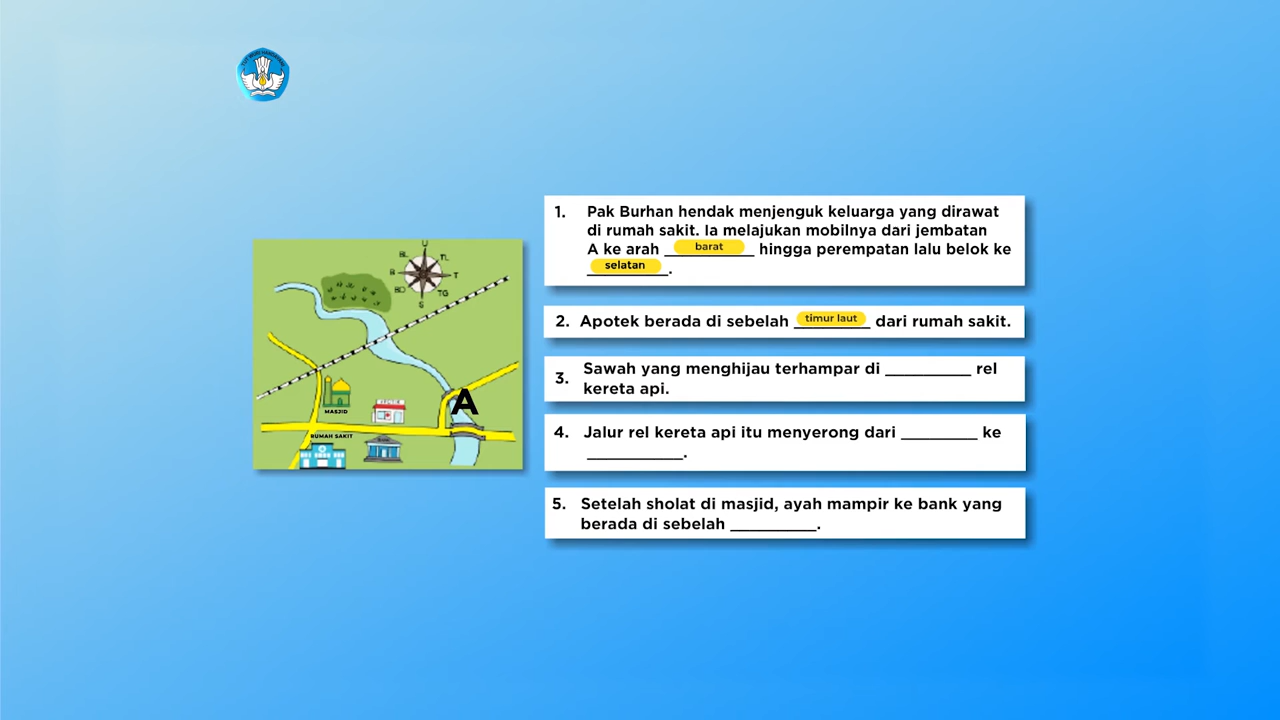 TUT WURI HANDAYANI
U
BL
TL
B
T
BD
TG
S
A
MASJID
RUMAH SAKIT
1. Pak Burhan hendak menjenguk keluarga yang dirawat
di rumah sakit. Ia melajukan mobilnya dari jembatan
A ke arah barat hingga perempatan lalu belok ke
selatan.
2. Apotek berada di sebelah timur laut dari rumah sakit.
3. Sawah yang menghijau terhampar di __________ rel
kereta api.
4. Jalur rel kereta api itu menyerong dari _________ ke
___________.
5. Setelah sholat di masjid, ayah mampir ke bank yang
berada di sebelah __________.